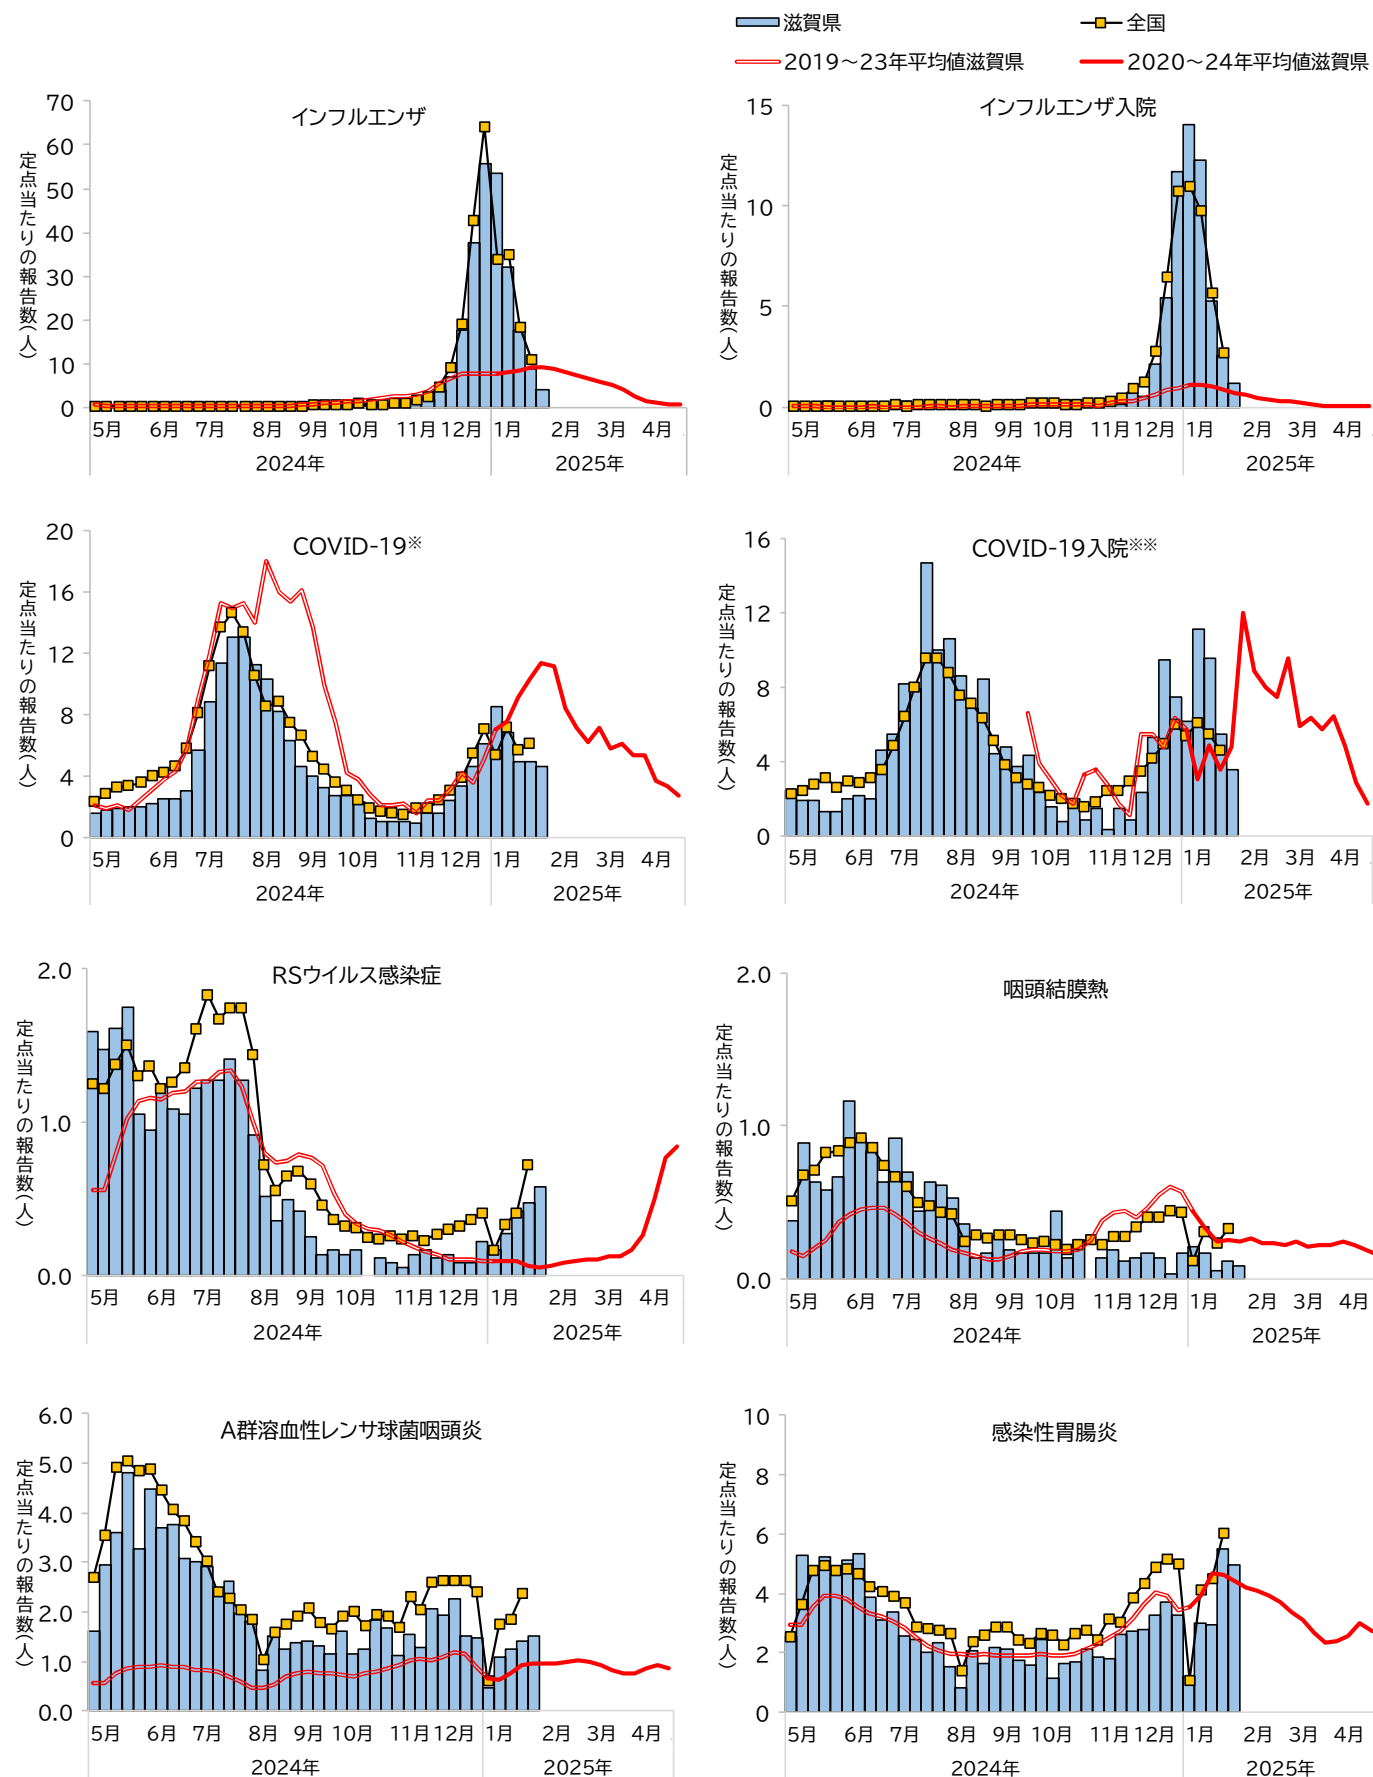 滋賀県
全国
2019～23年平均値滋賀県
2020～24年平均値滋賀県
インフルエンザ
定点当たりの報告数(人)
70
60
50
40
30
20
10
0
5月 6月 7月 8月 9月 10月 11月 12月 1月 2月 3月 4月
2024年 2025年
インフルエンザ入院
定点当たりの報告数(人)
15
10
5
0
5月 6月 7月 8月 9月 10月 11月 12月 1月 2月 3月 4月
2024年 2025年
COVID-19※
定点当たりの報告数(人)
20
16
12
8
4
0
5月 6月 7月 8月 9月 10月 11月 12月 1月 2月 3月 4月
2024年 2025年
COVID-19入院※※
定点当たりの報告数(人)
16
12
8
4
0
5月 6月 7月 8月 9月 10月 11月 12月 1月 2月 3月 4月
2024年 2025年
RSウイルス感染症
定点当たりの報告数(人)
2.0
1.0
0.0
5月 6月 7月 8月 9月 10月 11月 12月 1月 2月 3月 4月
2024年 2025年
咽頭結膜熱
定点当たりの報告数(人)
2.0
1.0
0.0
5月 6月 7月 8月 9月 10月 11月 12月 1月 2月 3月 4月
2024年 2025年
A群溶血性レンサ球菌咽頭炎
定点当たりの報告数(人)
6.0
5.0
4.0
3.0
2.0
1.0
0.0
5月 6月 7月 8月 9月 10月 11月 12月 1月 2月 3月 4月
2024年 2025年
感染性胃腸炎
定点当たりの報告数(人)
10
8
6
4
2
0
5月 6月 7月 8月 9月 10月 11月 12月 1月 2月 3月 4月
2024年 2025年